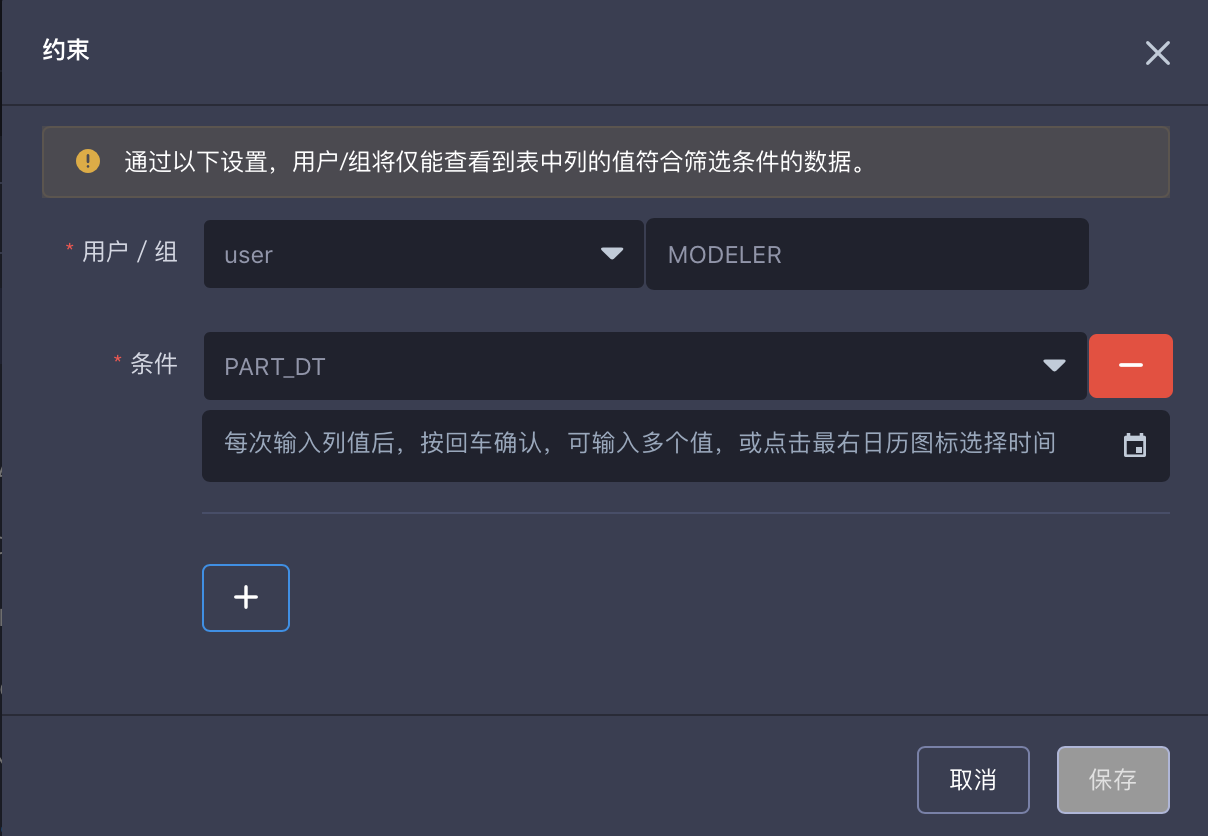 约束
通过以下设置，用户/组将仅能查看到表中列的值符合筛选条件的数据。
* 用户 / 组 user MODELER
* 条件 PART_DT
每次输入列值后，按回车确认，可输入多个值，或点击最右日历图标选择时间
取消 保存